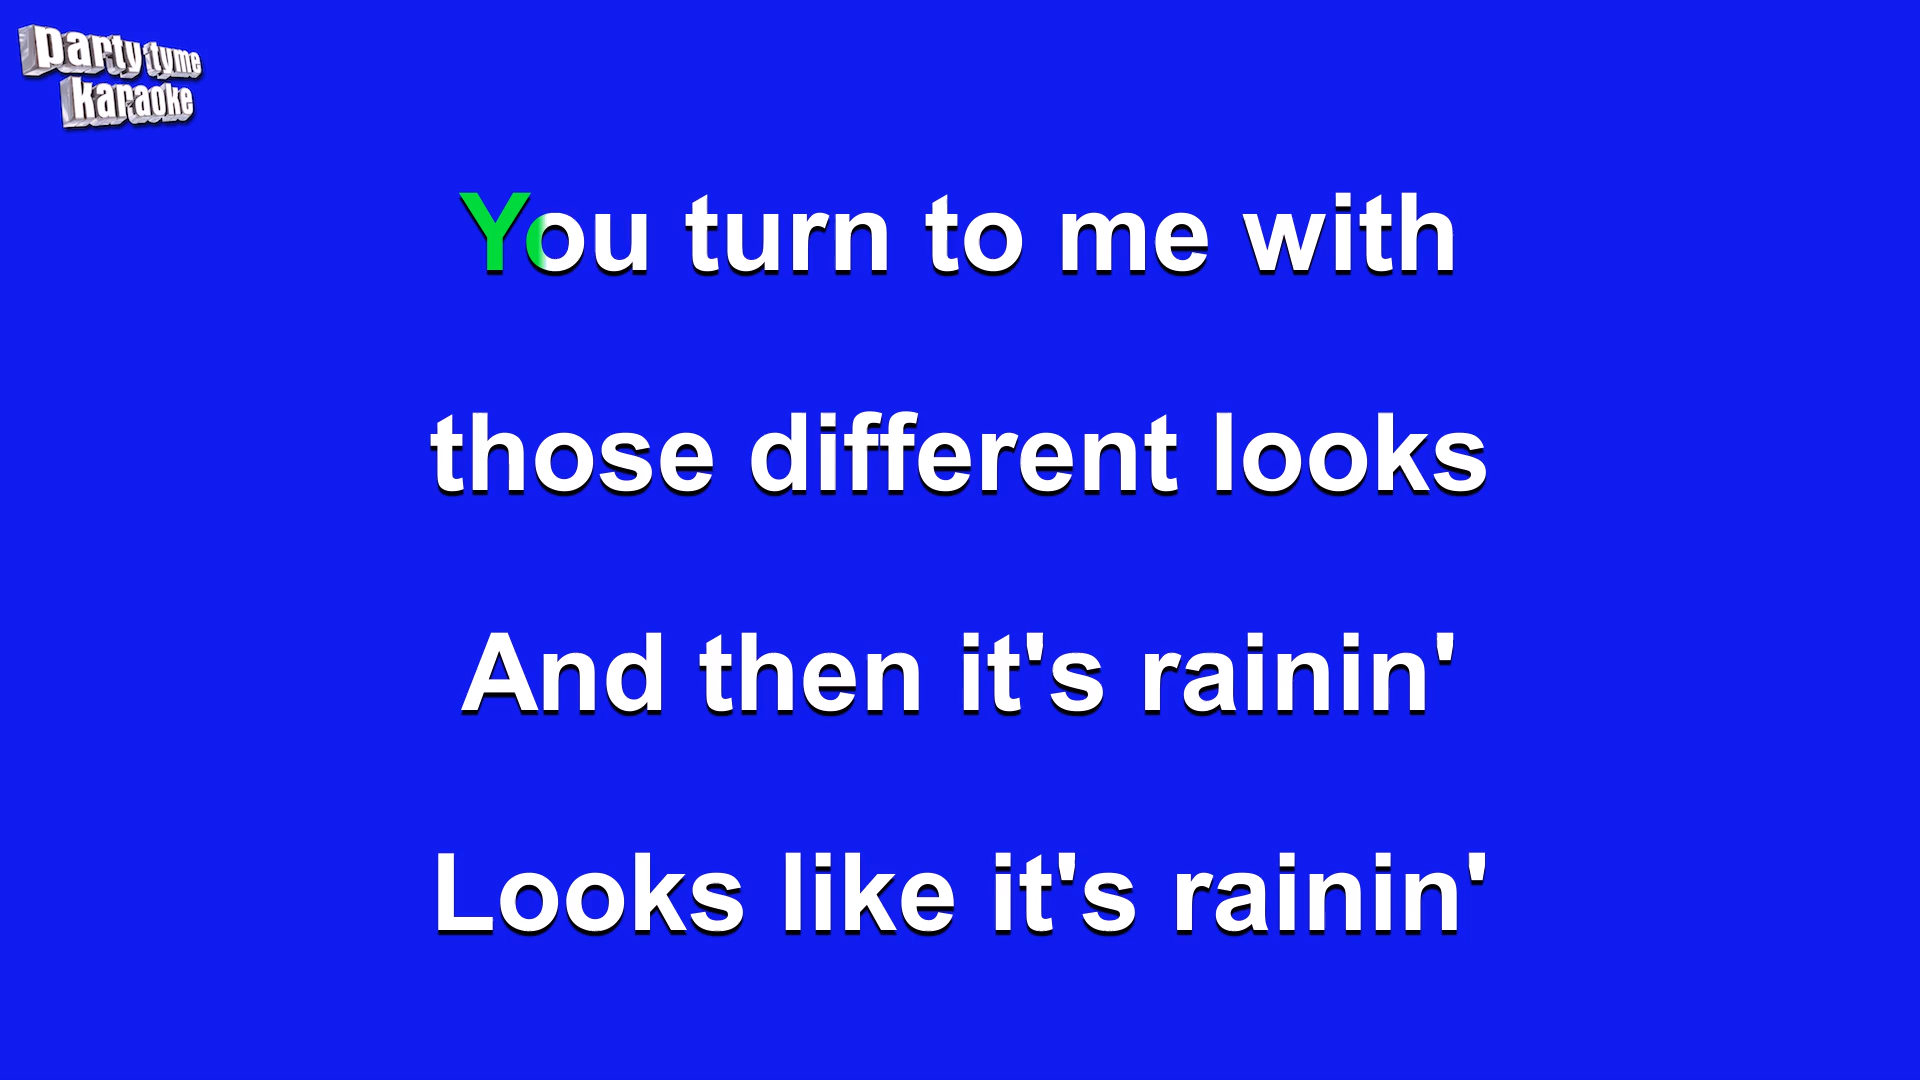 party tyme
karaoke
You turn to me with
those different looks
And then it's rainin'
Looks like it's rainin'